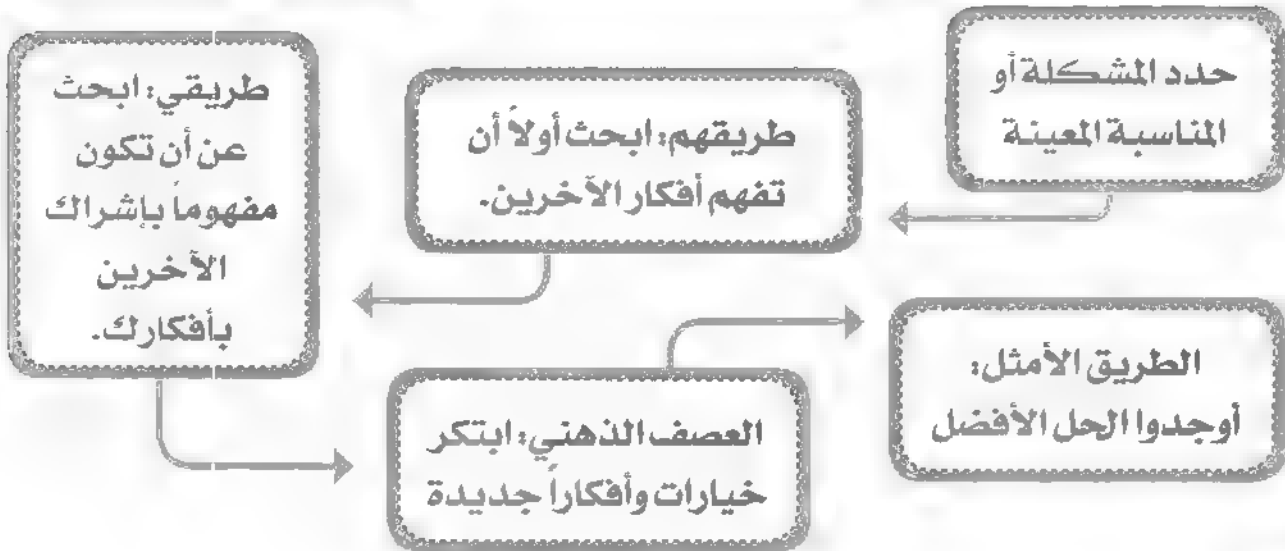 حدد المشكلة أو
المناسبة المعينة
طريقهم: ابحث أولاً أن
تفهم أفكار الآخرين.
طريقي: ابحث
عن أن تكون
مفهوماً بإشراك
الآخرين
بأفكارك.
العصف الذهني: ابتكر
خيارات وأفكاراً جديدة
الطريق الأمثل:
أوجدوا الحل الأفضل